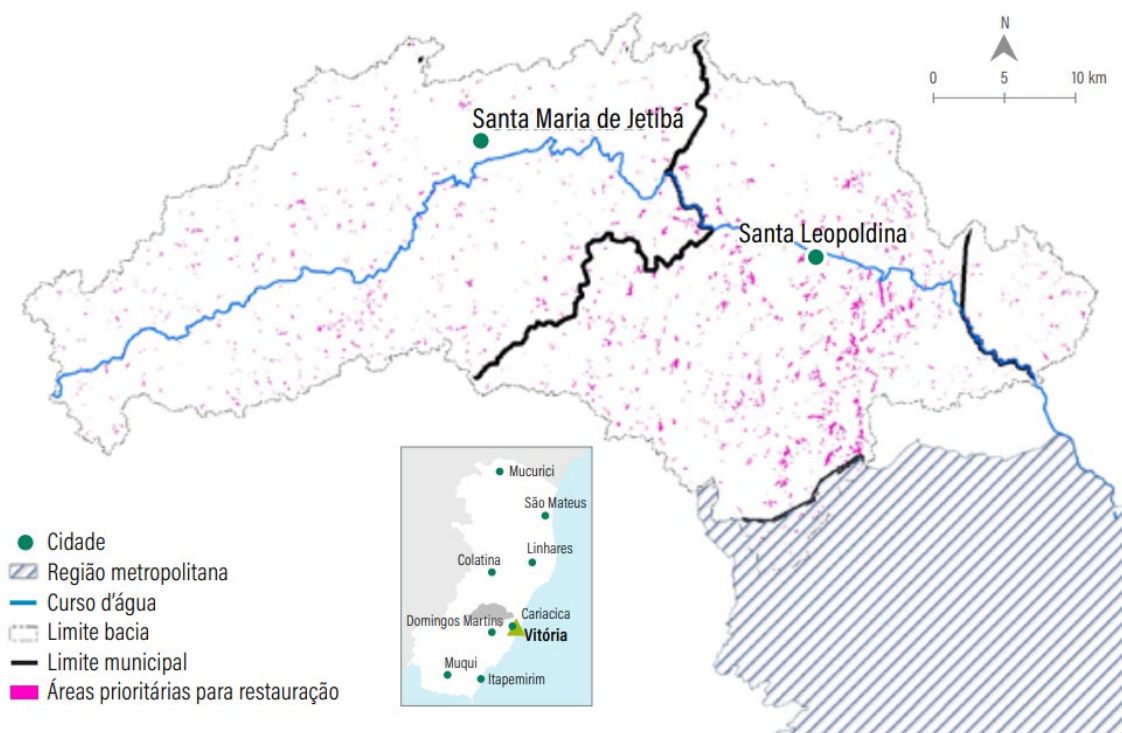 N
0 5 10 km
Santa Maria de Jetibá
Santa Leopoldina
Cidade
Região metropolitana
Curso d'água
Limite bacia
Limite municipal
Áreas prioritárias para restauração
Mucurici
São Mateus
Linhares
Colatina
Cariacica
Domingos Martins
Vitória
Muqui
Itapemirim